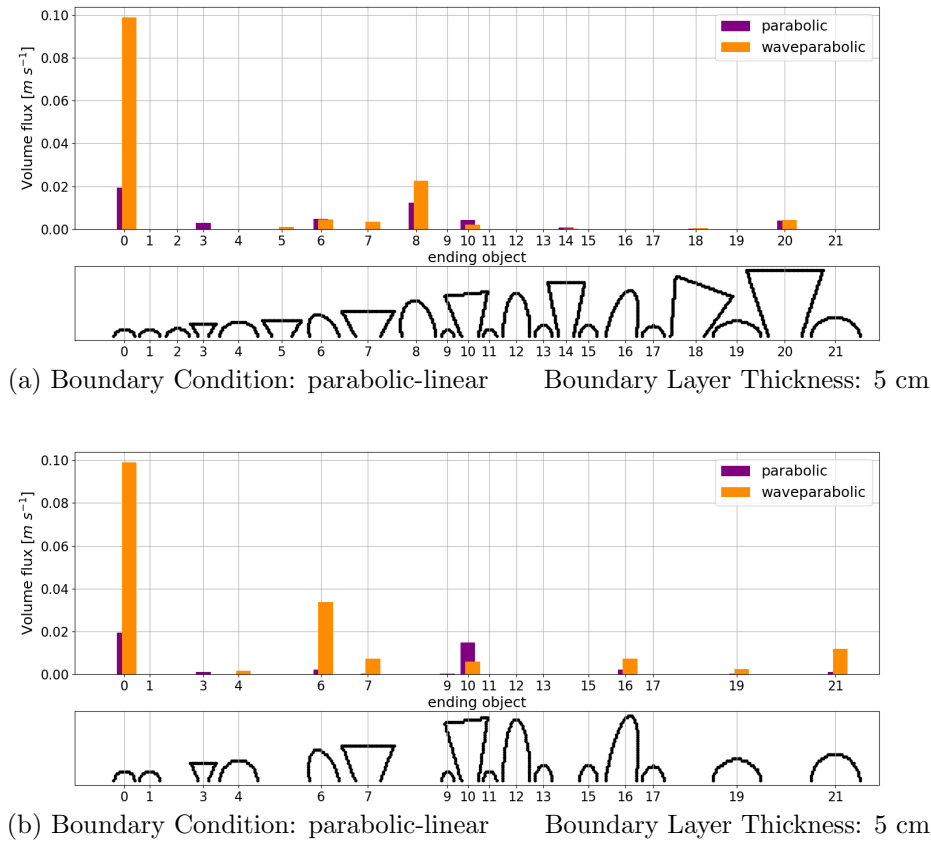 0.10
0.08
0.06
0.04
0.02
0.00
Volume flux [m s⁻¹]
parabolic
waveparabolic
0 1 2 3 4 5 6 7 8 9 10 11 12 13 14 15 16 17 18 19 20 21
ending object
0 1 2 3 4 5 6 7 8 9 10 11 12 13 14 15 16 17 18 19 20 21
(a) Boundary Condition: parabolic-linear Boundary Layer Thickness: 5 cm
0.10
0.08
0.06
0.04
0.02
0.00
Volume flux [m s⁻¹]
parabolic
waveparabolic
0 1 3 4 6 7 9 10 11 12 13 15 16 17 19 21
ending object
0 1 3 4 6 7 9 10 11 12 13 15 16 17 19 21
(b) Boundary Condition: parabolic-linear Boundary Layer Thickness: 5 cm